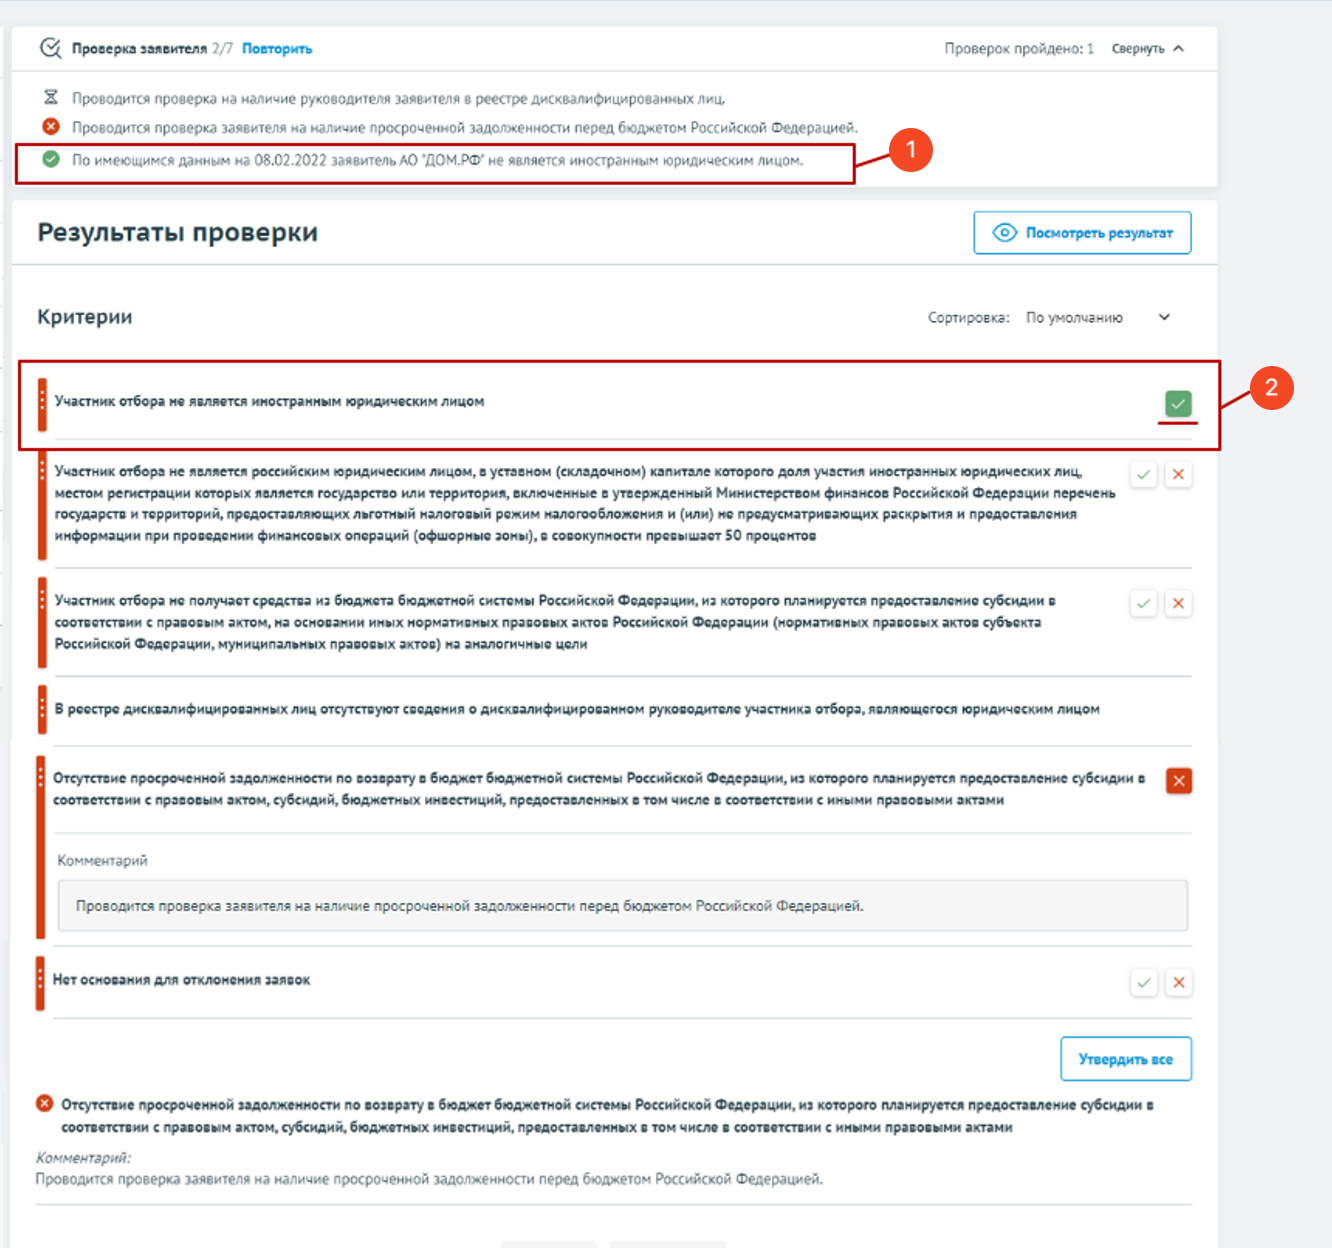 Проверка заявителя 2/7 Повторить Проверок пройдено: 1 Свернуть
Проводится проверка на наличие руководителя заявителя в реестре дисквалифицированных лиц.
Проводится проверка заявителя на наличие просроченной задолженности перед бюджетом Российской Федерацией.
По имеющимся данным на 08.02.2022 заявитель АО "ДОМ.РФ" не является иностранным юридическим лицом.
1
Результаты проверки
Посмотреть результат
Критерии
Сортировка: По умолчанию
2
Участник отбора не является иностранным юридическим лицом
Участник отбора не является российским юридическим лицом, в уставном (складочном) капитале которого доля участия иностранных юридических лиц,
местом регистрации которых является государство или территория, включенные в утвержденный Министерством финансов Российской Федерации перечень
государств и территорий, предоставляющих льготный налоговый режим налогообложения и (или) не предусматривающих раскрытия и предоставления
информации при проведении финансовых операций (офшорные зоны), в совокупности превышает 50 процентов
Участник отбора не получает средства из бюджета бюджетной системы Российской Федерации, из которого планируется предоставление субсидии в
соответствии с правовым актом, на основании иных нормативных правовых актов Российской Федерации (нормативных правовых актов субъекта
Российской Федерации, муниципальных правовых актов) на аналогичные цели
В реестре дисквалифицированных лиц отсутствуют сведения о дисквалифицированном руководителе участника отбора, являющегося юридическим лицом
Отсутствие просроченной задолженности по возврату в бюджет бюджетной системы Российской Федерации, из которого планируется предоставление субсидии в
соответствии с правовым актом, субсидий, бюджетных инвестиций, предоставленных в том числе в соответствии с иными правовыми актами
Комментарий
Проводится проверка заявителя на наличие просроченной задолженности перед бюджетом Российской Федерацией.
Нет основания для отклонения заявок
Утвердить все
Отсутствие просроченной задолженности по возврату в бюджет бюджетной системы Российской Федерации, из которого планируется предоставление субсидии в
соответствии с правовым актом, субсидий, бюджетных инвестиций, предоставленных в том числе в соответствии с иными правовыми актами
Комментарий:
Проводится проверка заявителя на наличие просроченной задолженности перед бюджетом Российской Федерацией.